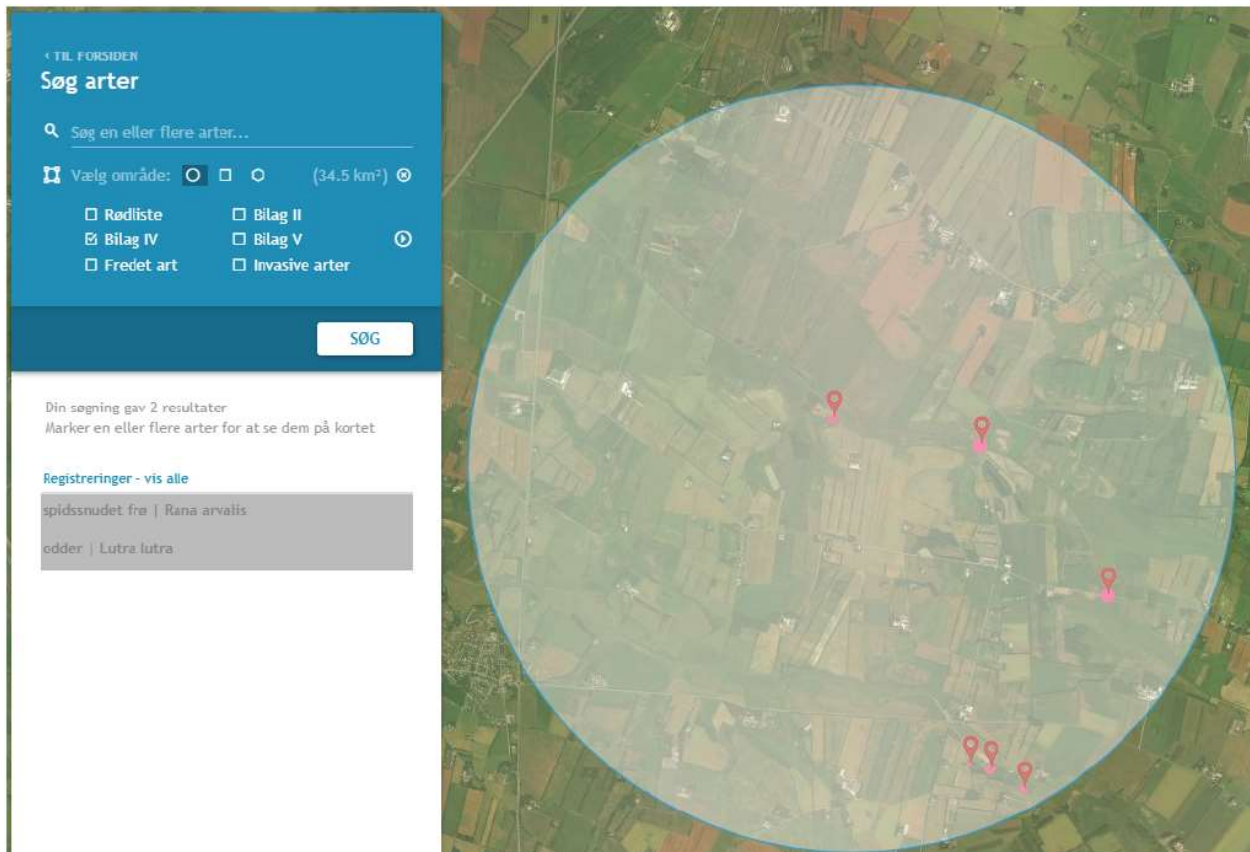 ‹ TIL FORSIDEN
Søg arter
Søg en eller flere arter...
Vælg område: (34.5 km²)
Rødliste Bilag II
Bilag IV Bilag V
Fredet art Invasive arter
SØG
Din søgning gav 2 resultater
Marker en eller flere arter for at se dem på kortet
Registreringer - vis alle
spidssnudet frø | Rana arvalis
odder | Lutra lutra